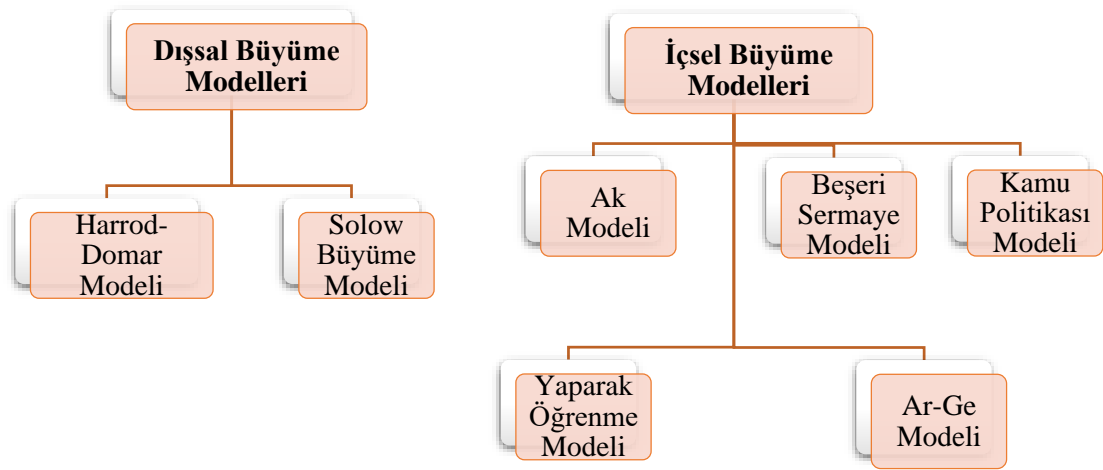 Dışsal Büyüme
Modelleri
Harrod-
Domar
Modeli
Solow
Büyüme
Modeli
İçsel Büyüme
Modelleri
Ak
Modeli
Beşeri
Sermaye
Modeli
Kamu
Politikası
Modeli
Yaparak
Öğrenme
Modeli
Ar-Ge
Modeli